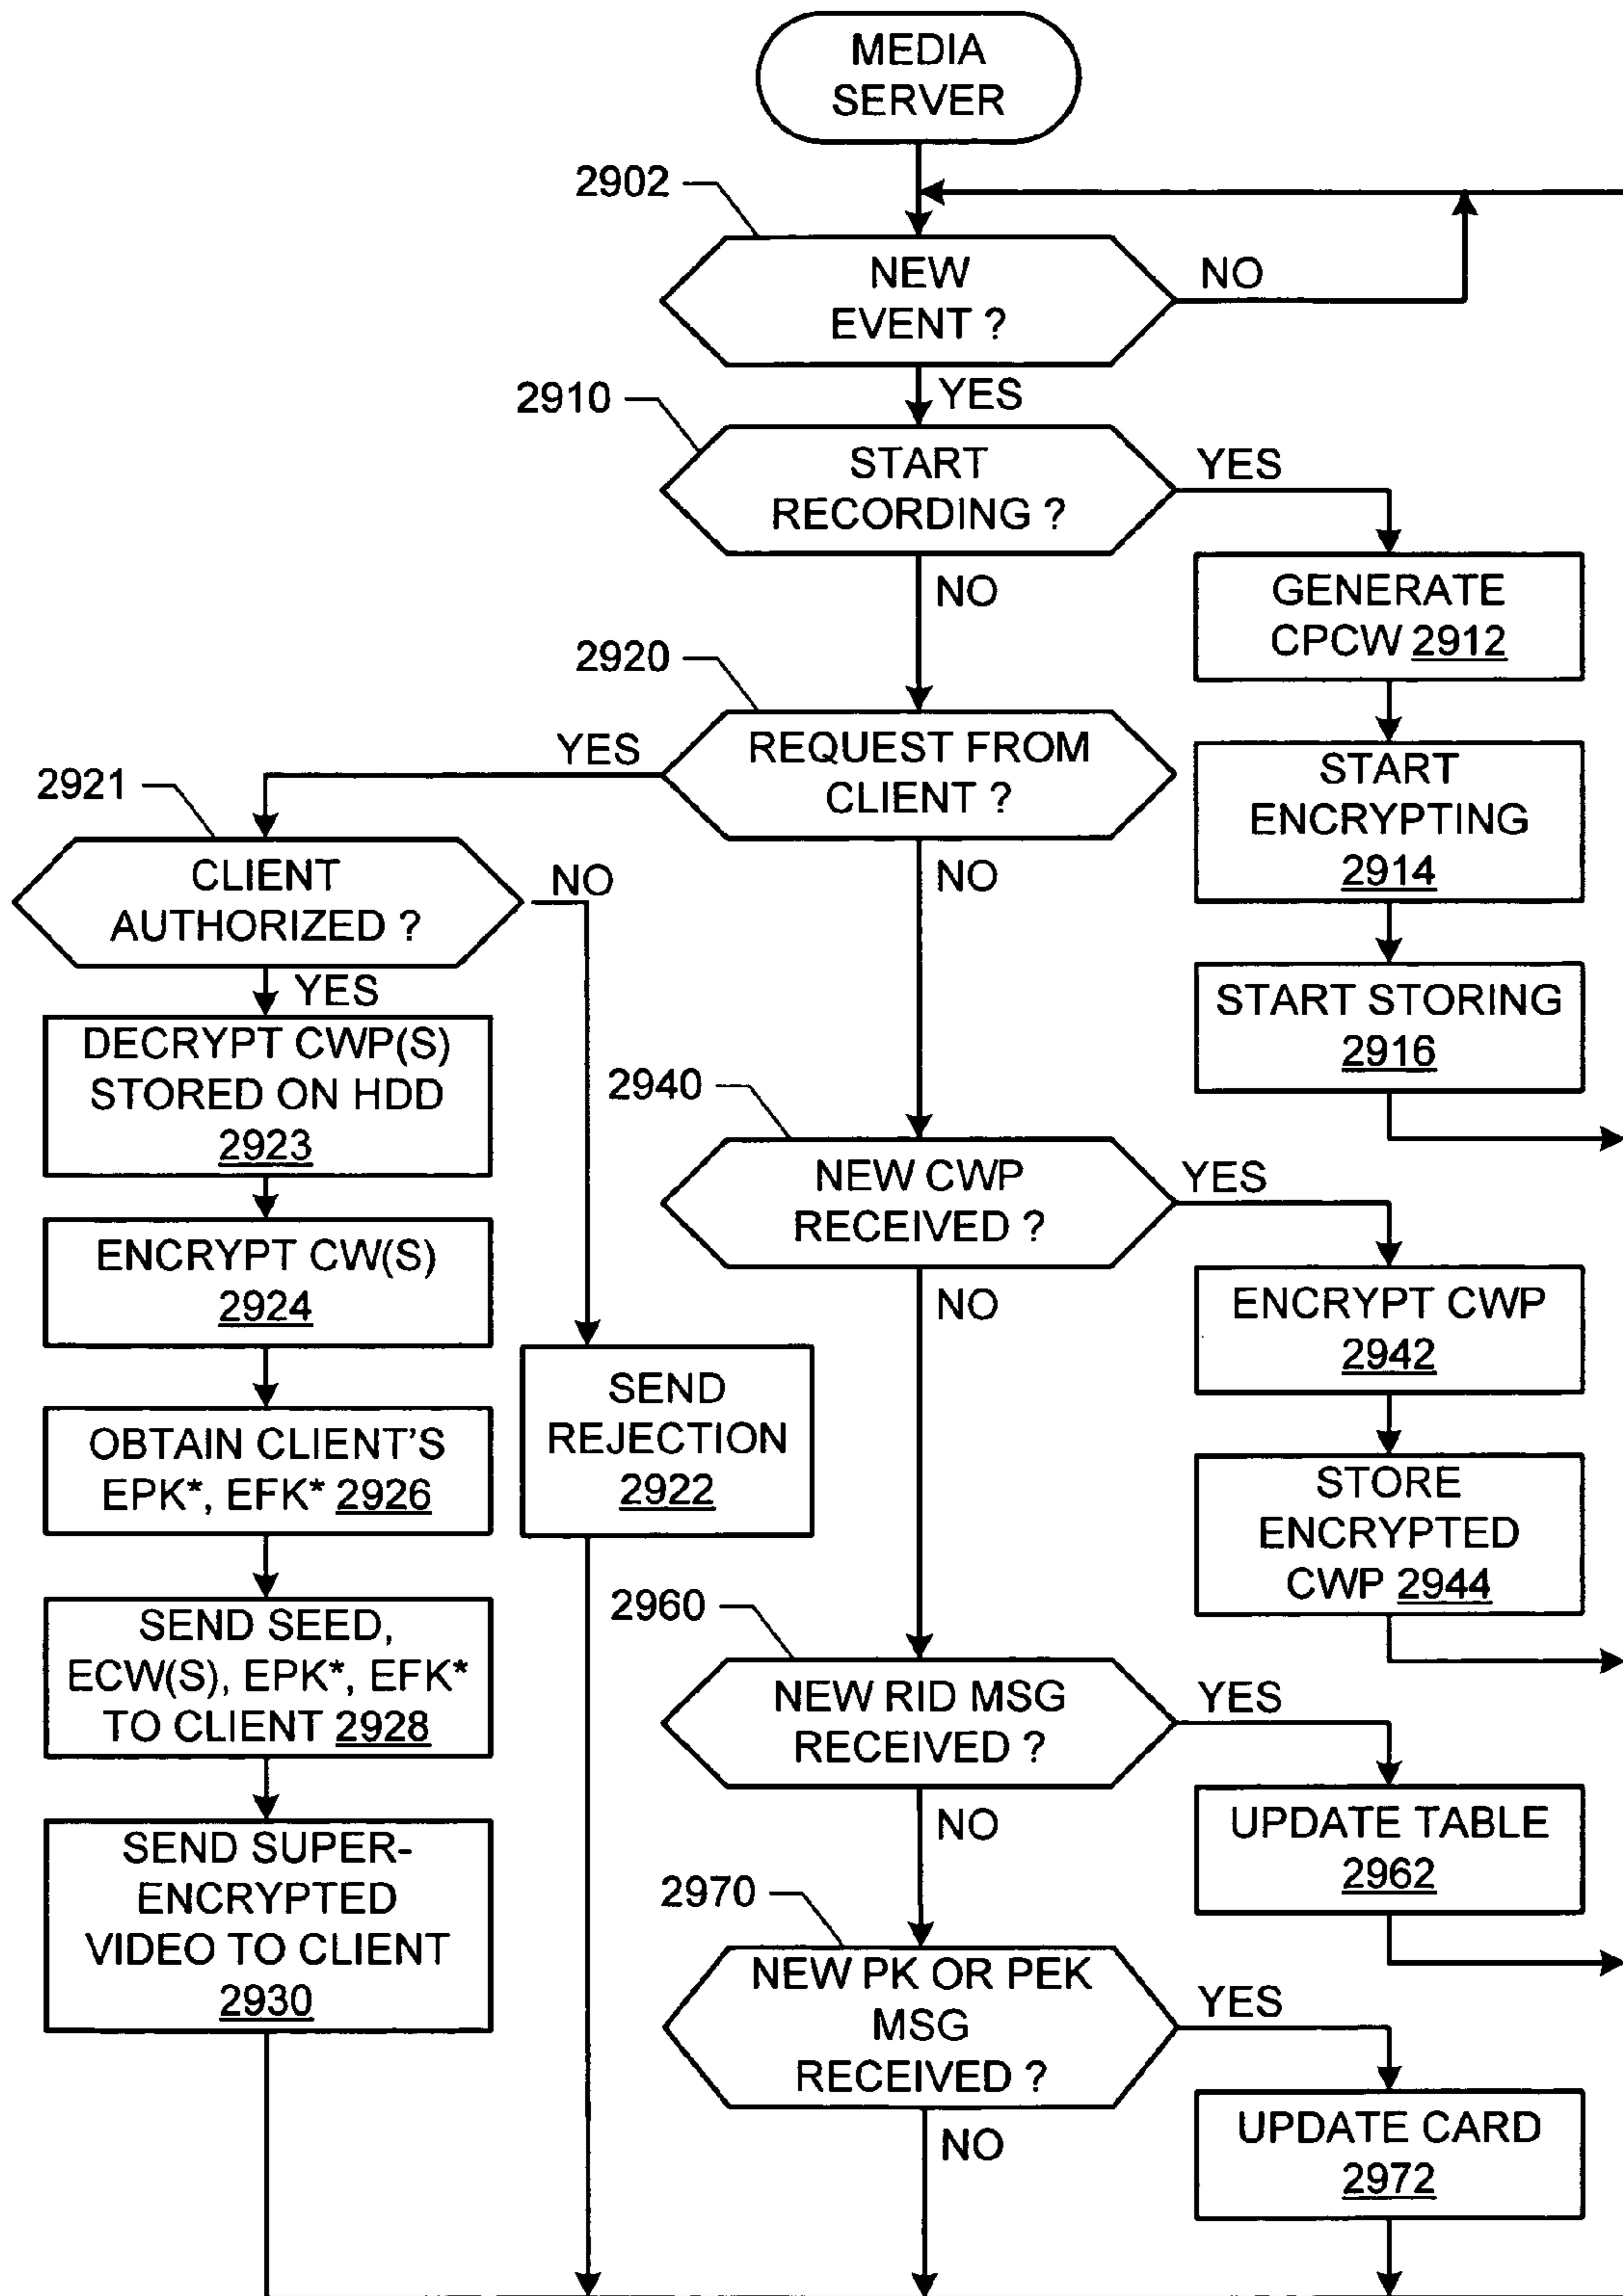 MEDIA
SERVER
2902
NEW
EVENT ?
NO
YES
2910
START
RECORDING ?
YES
NO
GENERATE
CPCW 2912
START
ENCRYPTING
2914
START STORING
2916
2920
REQUEST FROM
CLIENT ?
YES
NO
2921
CLIENT
AUTHORIZED ?
NO
YES
DECRYPT CWP(S)
STORED ON HDD
2923
ENCRYPT CW(S)
2924
OBTAIN CLIENT'S
EPK*, EFK* 2926
SEND SEED,
ECW(S), EPK*, EFK*
TO CLIENT 2928
SEND SUPER-
ENCRYPTED
VIDEO TO CLIENT
2930
SEND
REJECTION
2922
2940
NEW CWP
RECEIVED ?
YES
NO
ENCRYPT CWP
2942
STORE
ENCRYPTED
CWP 2944
2960
NEW RID MSG
RECEIVED ?
YES
NO
UPDATE TABLE
2962
2970
NEW PK OR PEK
MSG
RECEIVED ?
YES
NO
UPDATE CARD
2972